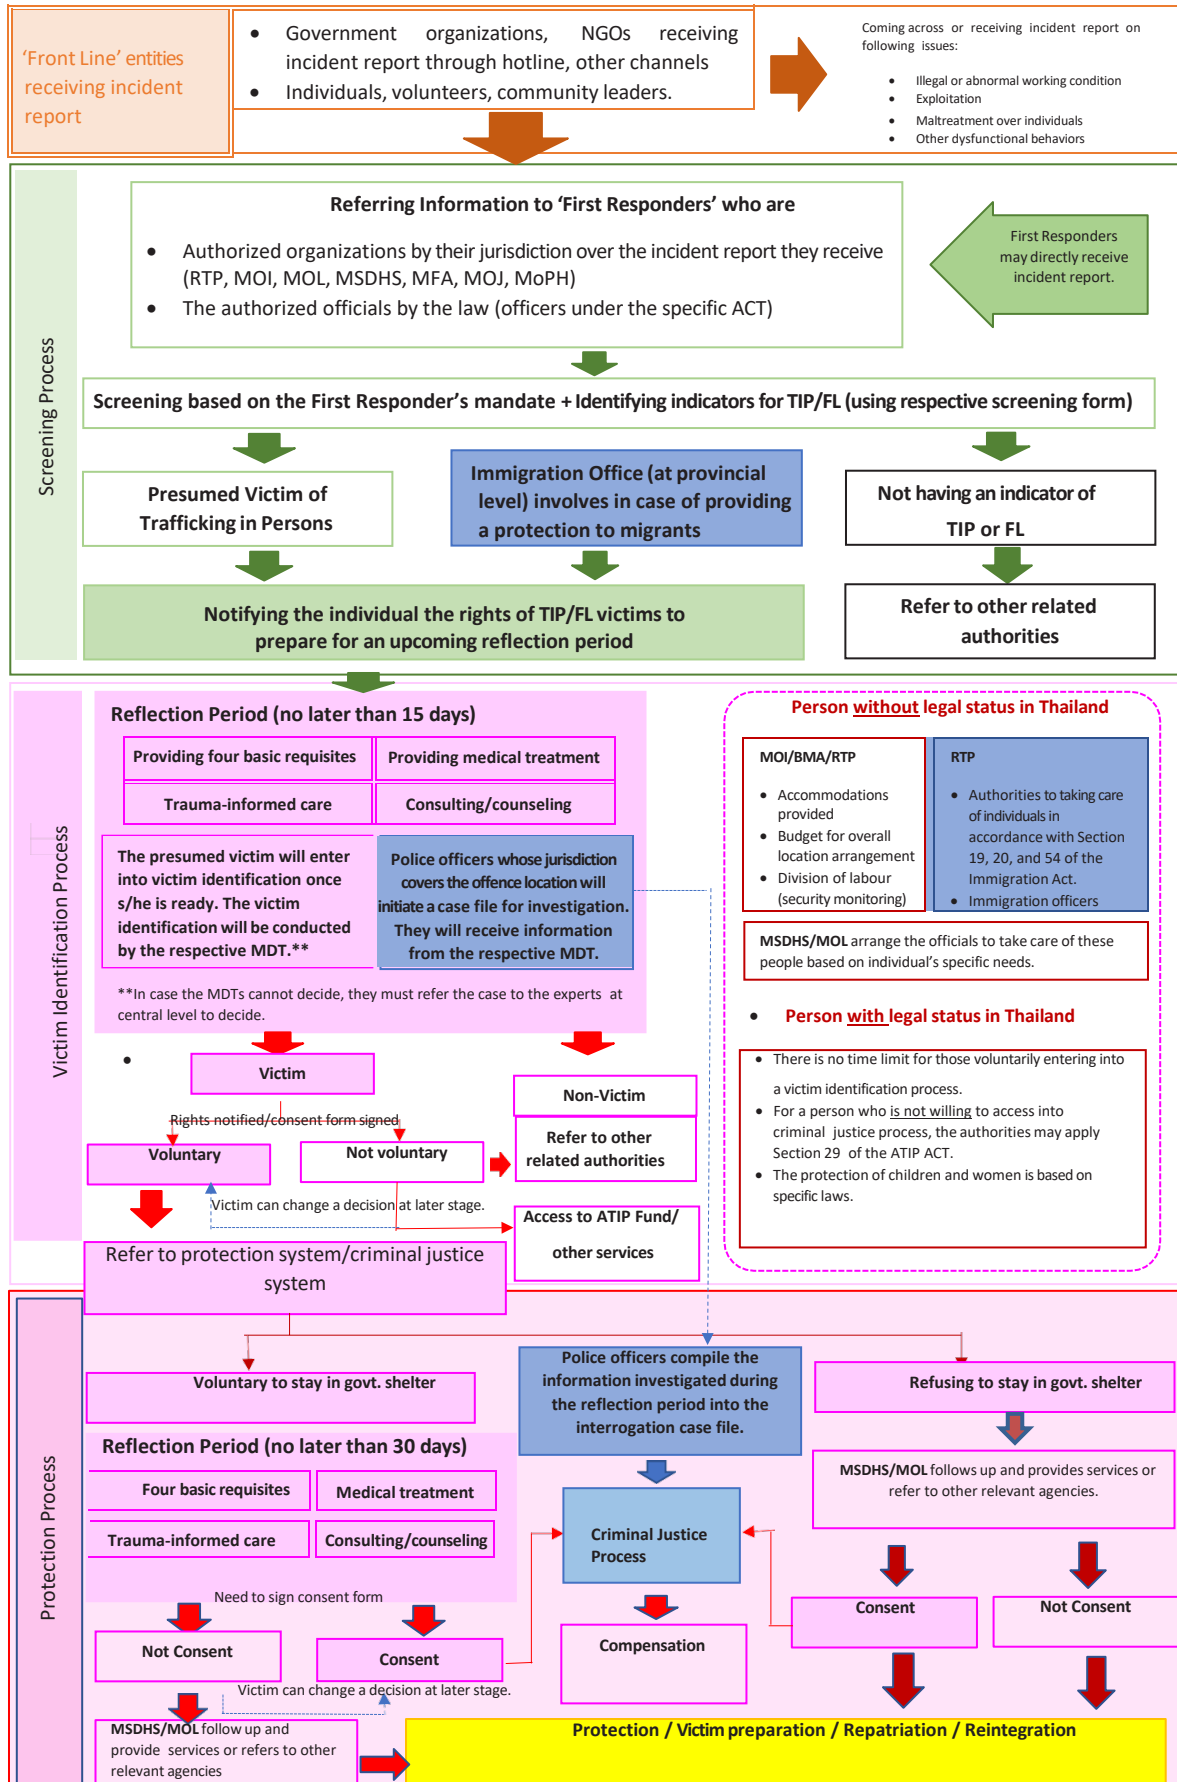 'Front Line' entities
receiving incident
report
• Government organizations, NGOs receiving
incident report through hotline, other channels
• Individuals, volunteers, community leaders.
Coming across or receiving incident report on
following issues:
• Illegal or abnormal working condition
• Exploitation
• Maltreatment over individuals
• Other dysfunctional behaviors
Screening Process
Referring Information to 'First Responders' who are
• Authorized organizations by their jurisdiction over the incident report they receive
(RTP, MOI, MOL, MSDHS, MFA, MOJ, MoPH)
• The authorized officials by the law (officers under the specific ACT)
First Responders
may directly receive
incident report.
Screening based on the First Responder's mandate + Identifying indicators for TIP/FL (using respective screening form)
Presumed Victim of
Trafficking in Persons
Immigration Office (at provincial
level) involves in case of providing
a protection to migrants
Not having an indicator of
TIP or FL
Notifying the individual the rights of TIP/FL victims to
prepare for an upcoming reflection period
Refer to other related
authorities
Victim Identification Process
Reflection Period (no later than 15 days)
Providing four basic requisites
Providing medical treatment
Trauma-informed care
Consulting/counseling
The presumed victim will enter
into victim identification once
s/he is ready. The victim
identification will be conducted
by the respective MDT.**
Police officers whose jurisdiction
covers the offence location will
initiate a case file for investigation.
They will receive information
from the respective MDT.
**In case the MDTs cannot decide, they must refer the case to the experts at
central level to decide.
•
Victim
Rights notified/consent form signed
Voluntary
Not voluntary
Non-Victim
Refer to other
related authorities
Victim can change a decision at later stage.
Access to ATIP Fund/
other services
Refer to protection system/criminal justice
system
Person without legal status in Thailand
MOI/BMA/RTP
• Accommodations
provided
• Budget for overall
location arrangement
• Division of labour
(security monitoring)
RTP
• Authorities to taking care
of individuals in
accordance with Section
19, 20, and 54 of the
Immigration Act.
• Immigration officers
MSDHS/MOL arrange the officials to take care of these
people based on individual's specific needs.
• Person with legal status in Thailand
• There is no time limit for those voluntarily entering into
a victim identification process.
• For a person who is not willing to access into
criminal justice process, the authorities may apply
Section 29 of the ATIP ACT.
• The protection of children and women is based on
specific laws.
Protection Process
Voluntary to stay in govt. shelter
Police officers compile the
information investigated during
the reflection period into the
interrogation case file.
Refusing to stay in govt. shelter
Reflection Period (no later than 30 days)
Four basic requisites
Medical treatment
Trauma-informed care
Consulting/counseling
MSDHS/MOL follows up and provides services or
refer to other relevant agencies.
Criminal Justice
Process
Need to sign consent form
Not Consent
Consent
Compensation
Consent
Not Consent
Victim can change a decision at later stage.
MSDHS/MOL follow up and
provide services or refers to other
relevant agencies
Protection / Victim preparation / Repatriation / Reintegration